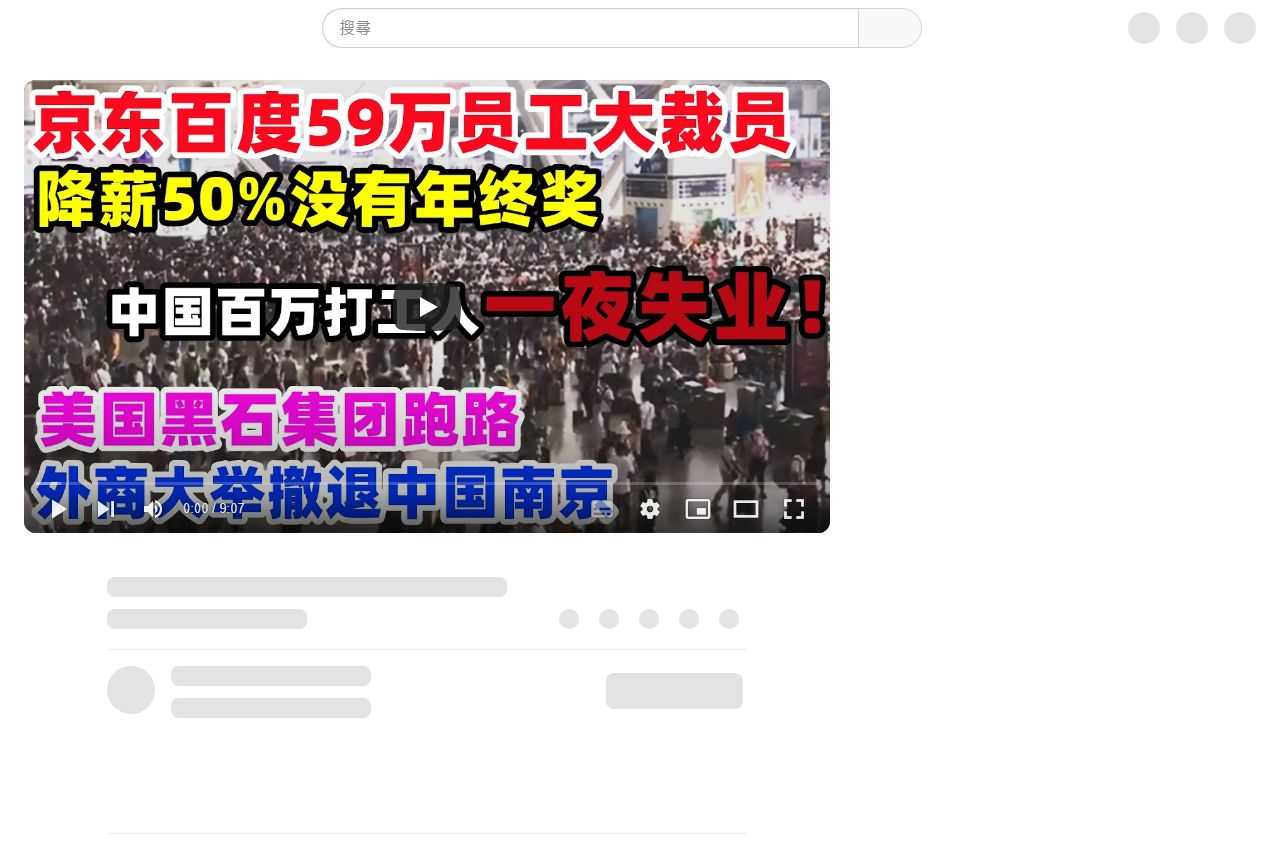 搜尋
京东百度59万员工大裁员
降薪50%没有年终奖
中国百万打工人一夜失业！
美国黑石集团跑路
外商大举撤退中国南京
0:00 / 9:07